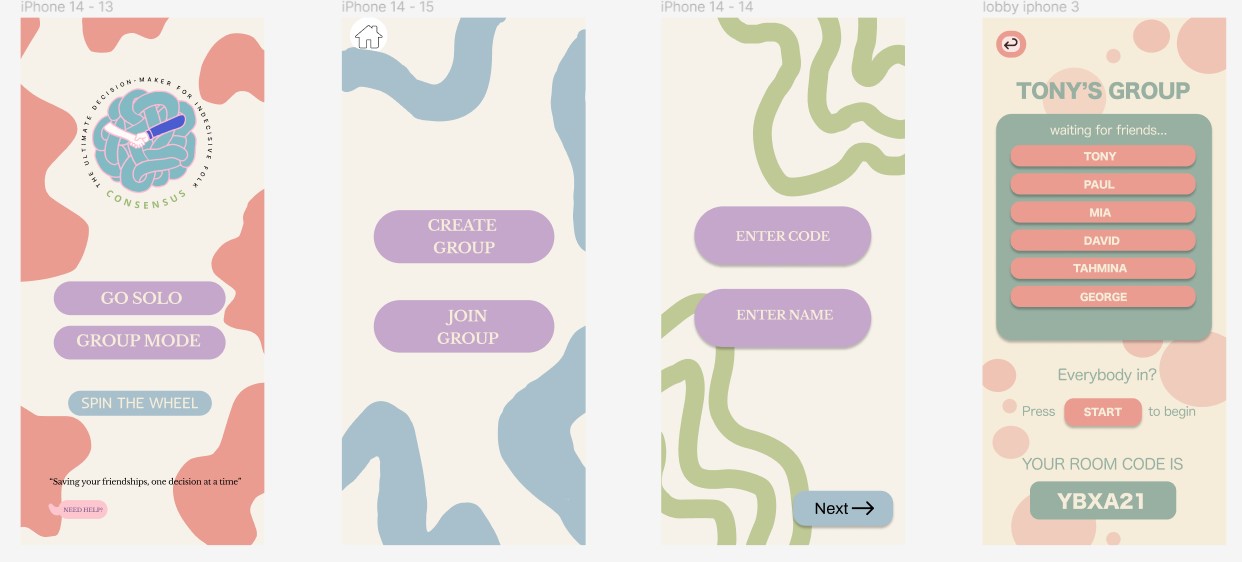 iPhone 14 - 13
THE ULTIMATE DECISION-MAKER FOR INDECISIVE FOLK
CONSENSUS
GO SOLO
GROUP MODE
SPIN THE WHEEL
“Saving your friendships, one decision at a time”
NEED HELP?
iPhone 14 - 15
CREATE
GROUP
JOIN
GROUP
iPhone 14 - 14
ENTER CODE
ENTER NAME
Next
lobby iphone 3
TONY’S GROUP
waiting for friends...
TONY
PAUL
MIA
DAVID
TAHMINA
GEORGE
Everybody in?
Press START to begin
YOUR ROOM CODE IS
YBXA21